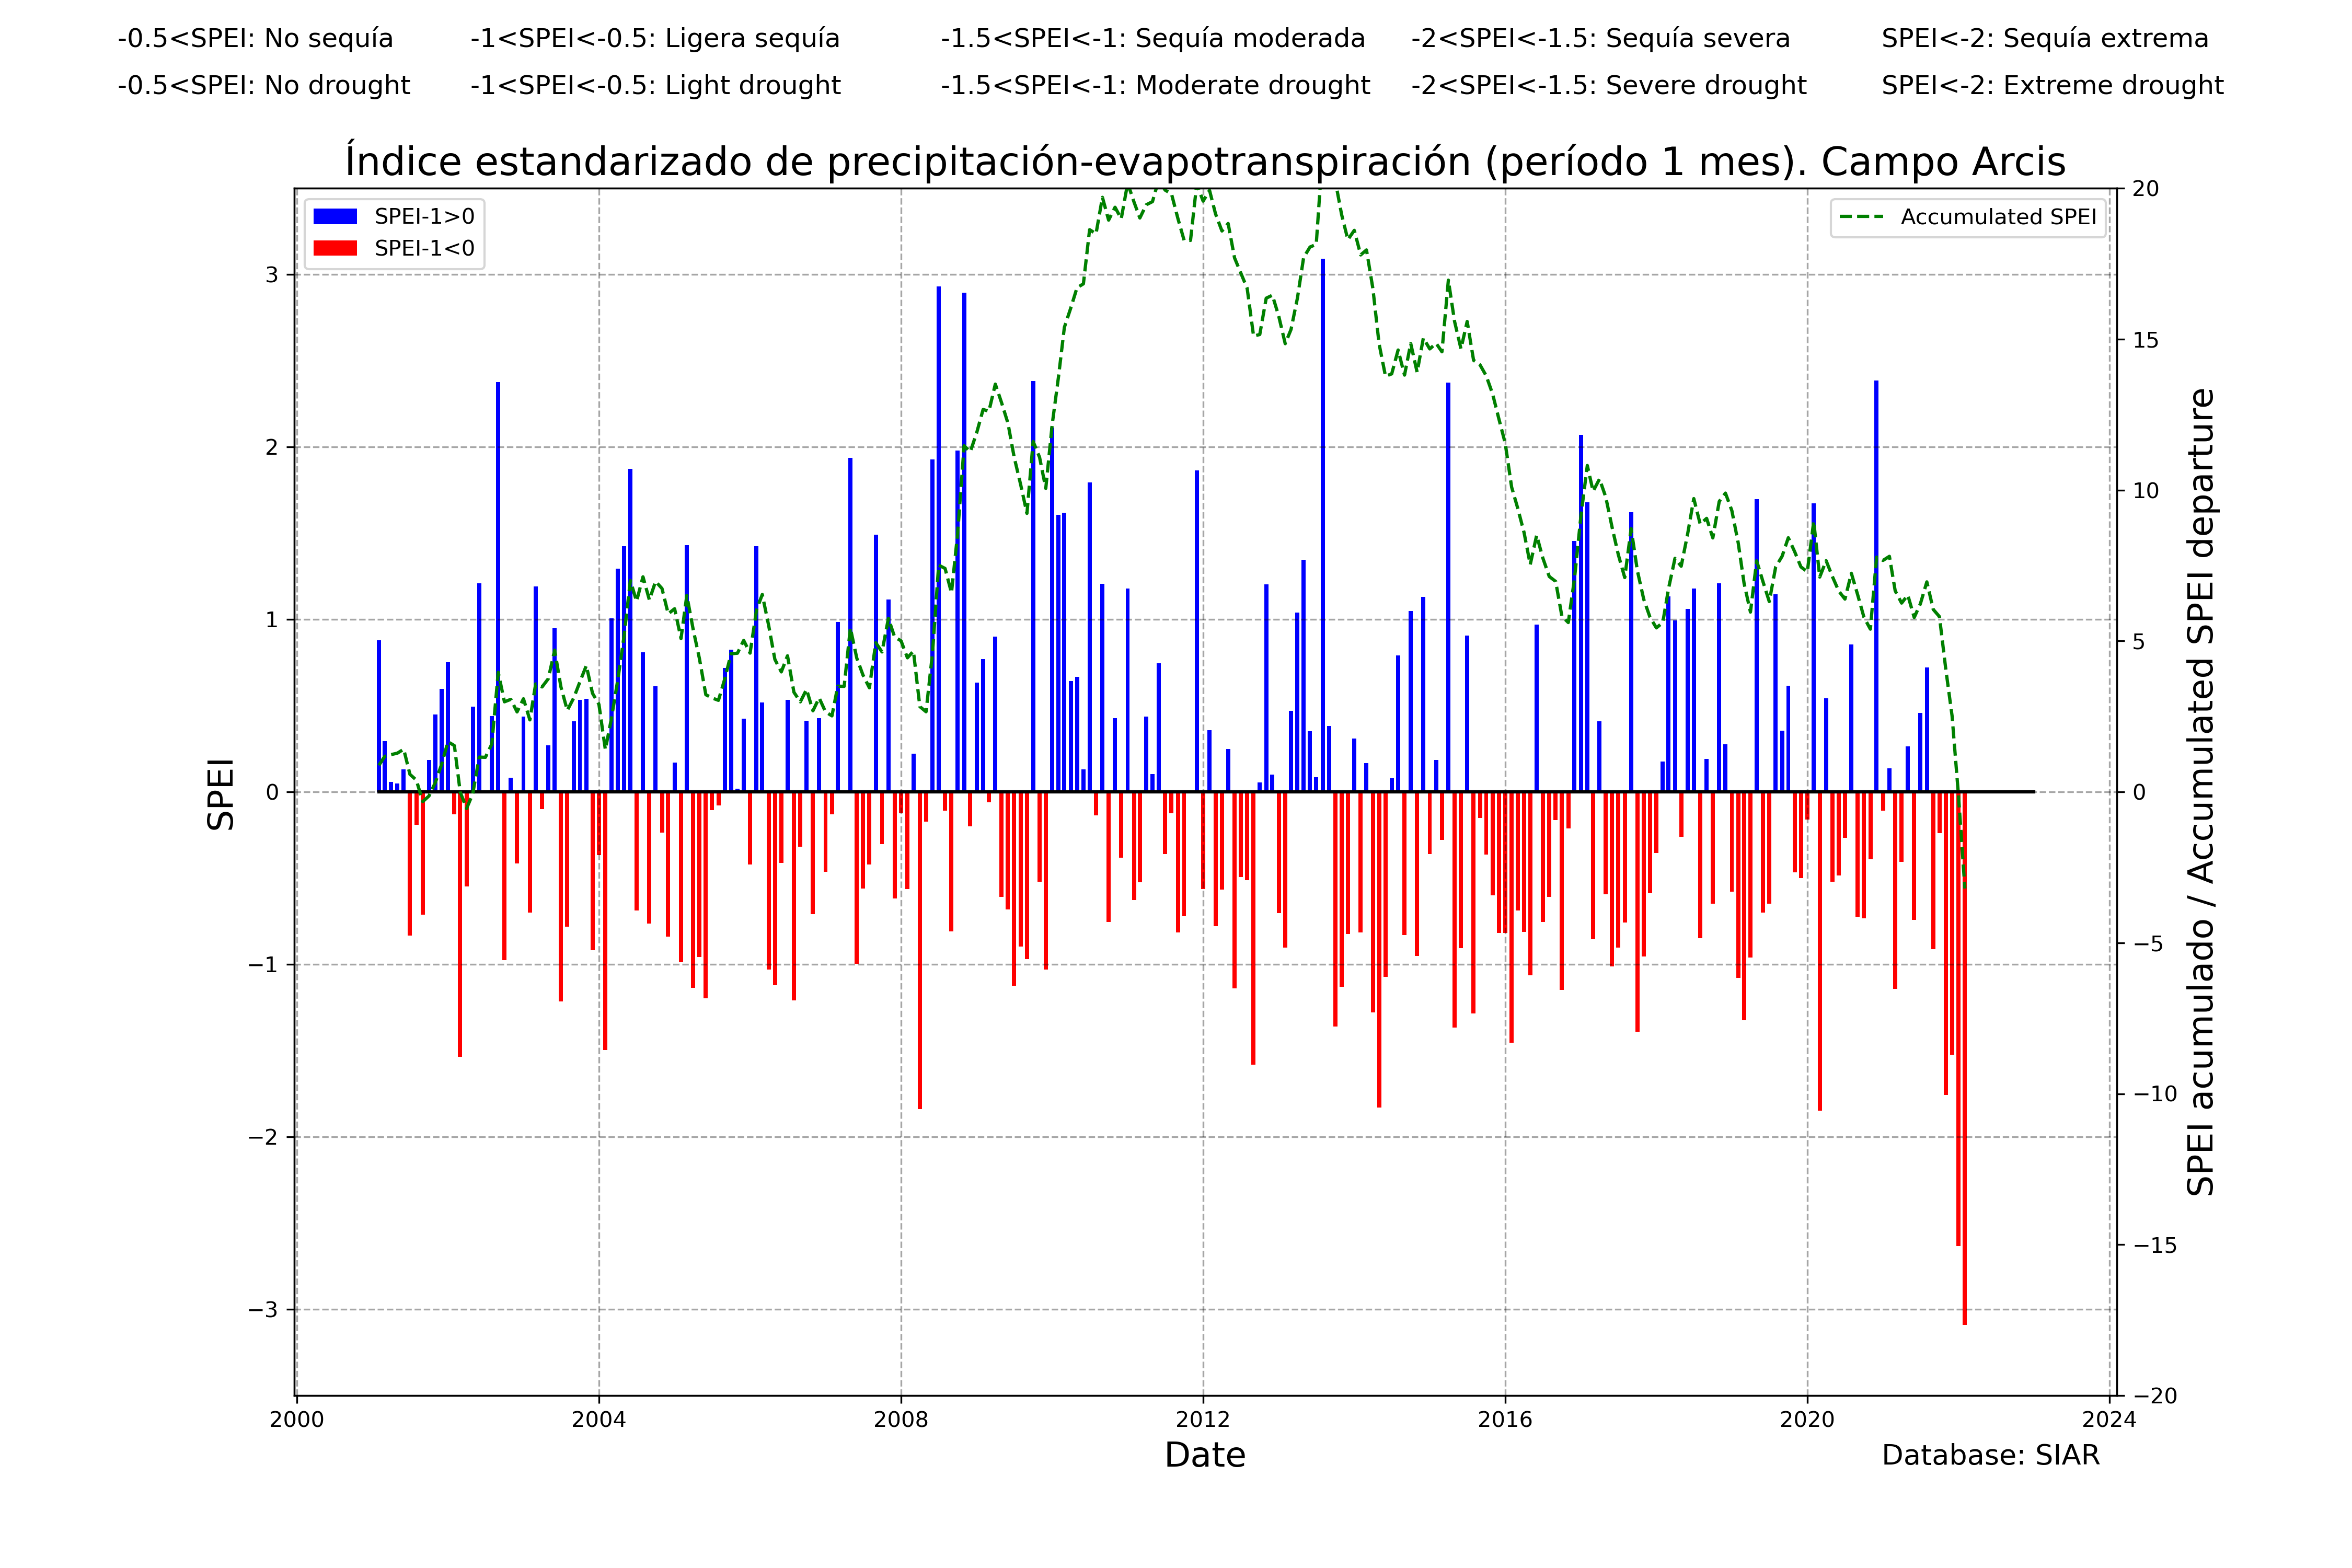 -0.5<SPEI: No sequía -1<SPEI<-0.5: Ligera sequía -1.5<SPEI<-1: Sequía moderada -2<SPEI<-1.5: Sequía severa SPEI<-2: Sequía extrema
-0.5<SPEI: No drought -1<SPEI<-0.5: Light drought -1.5<SPEI<-1: Moderate drought -2<SPEI<-1.5: Severe drought SPEI<-2: Extreme drought
Índice estandarizado de precipitación-evapotranspiración (período 1 mes). Campo Arcis
SPEI-1>0
SPEI-1<0
Accumulated SPEI
SPEI
3
2
1
0
−1
−2
−3
20
15
10
5
0
−5
−10
−15
−20
SPEI acumulado / Accumulated SPEI departure
2000 2004 2008 2012 2016 2020 2024
Date
Database: SIAR